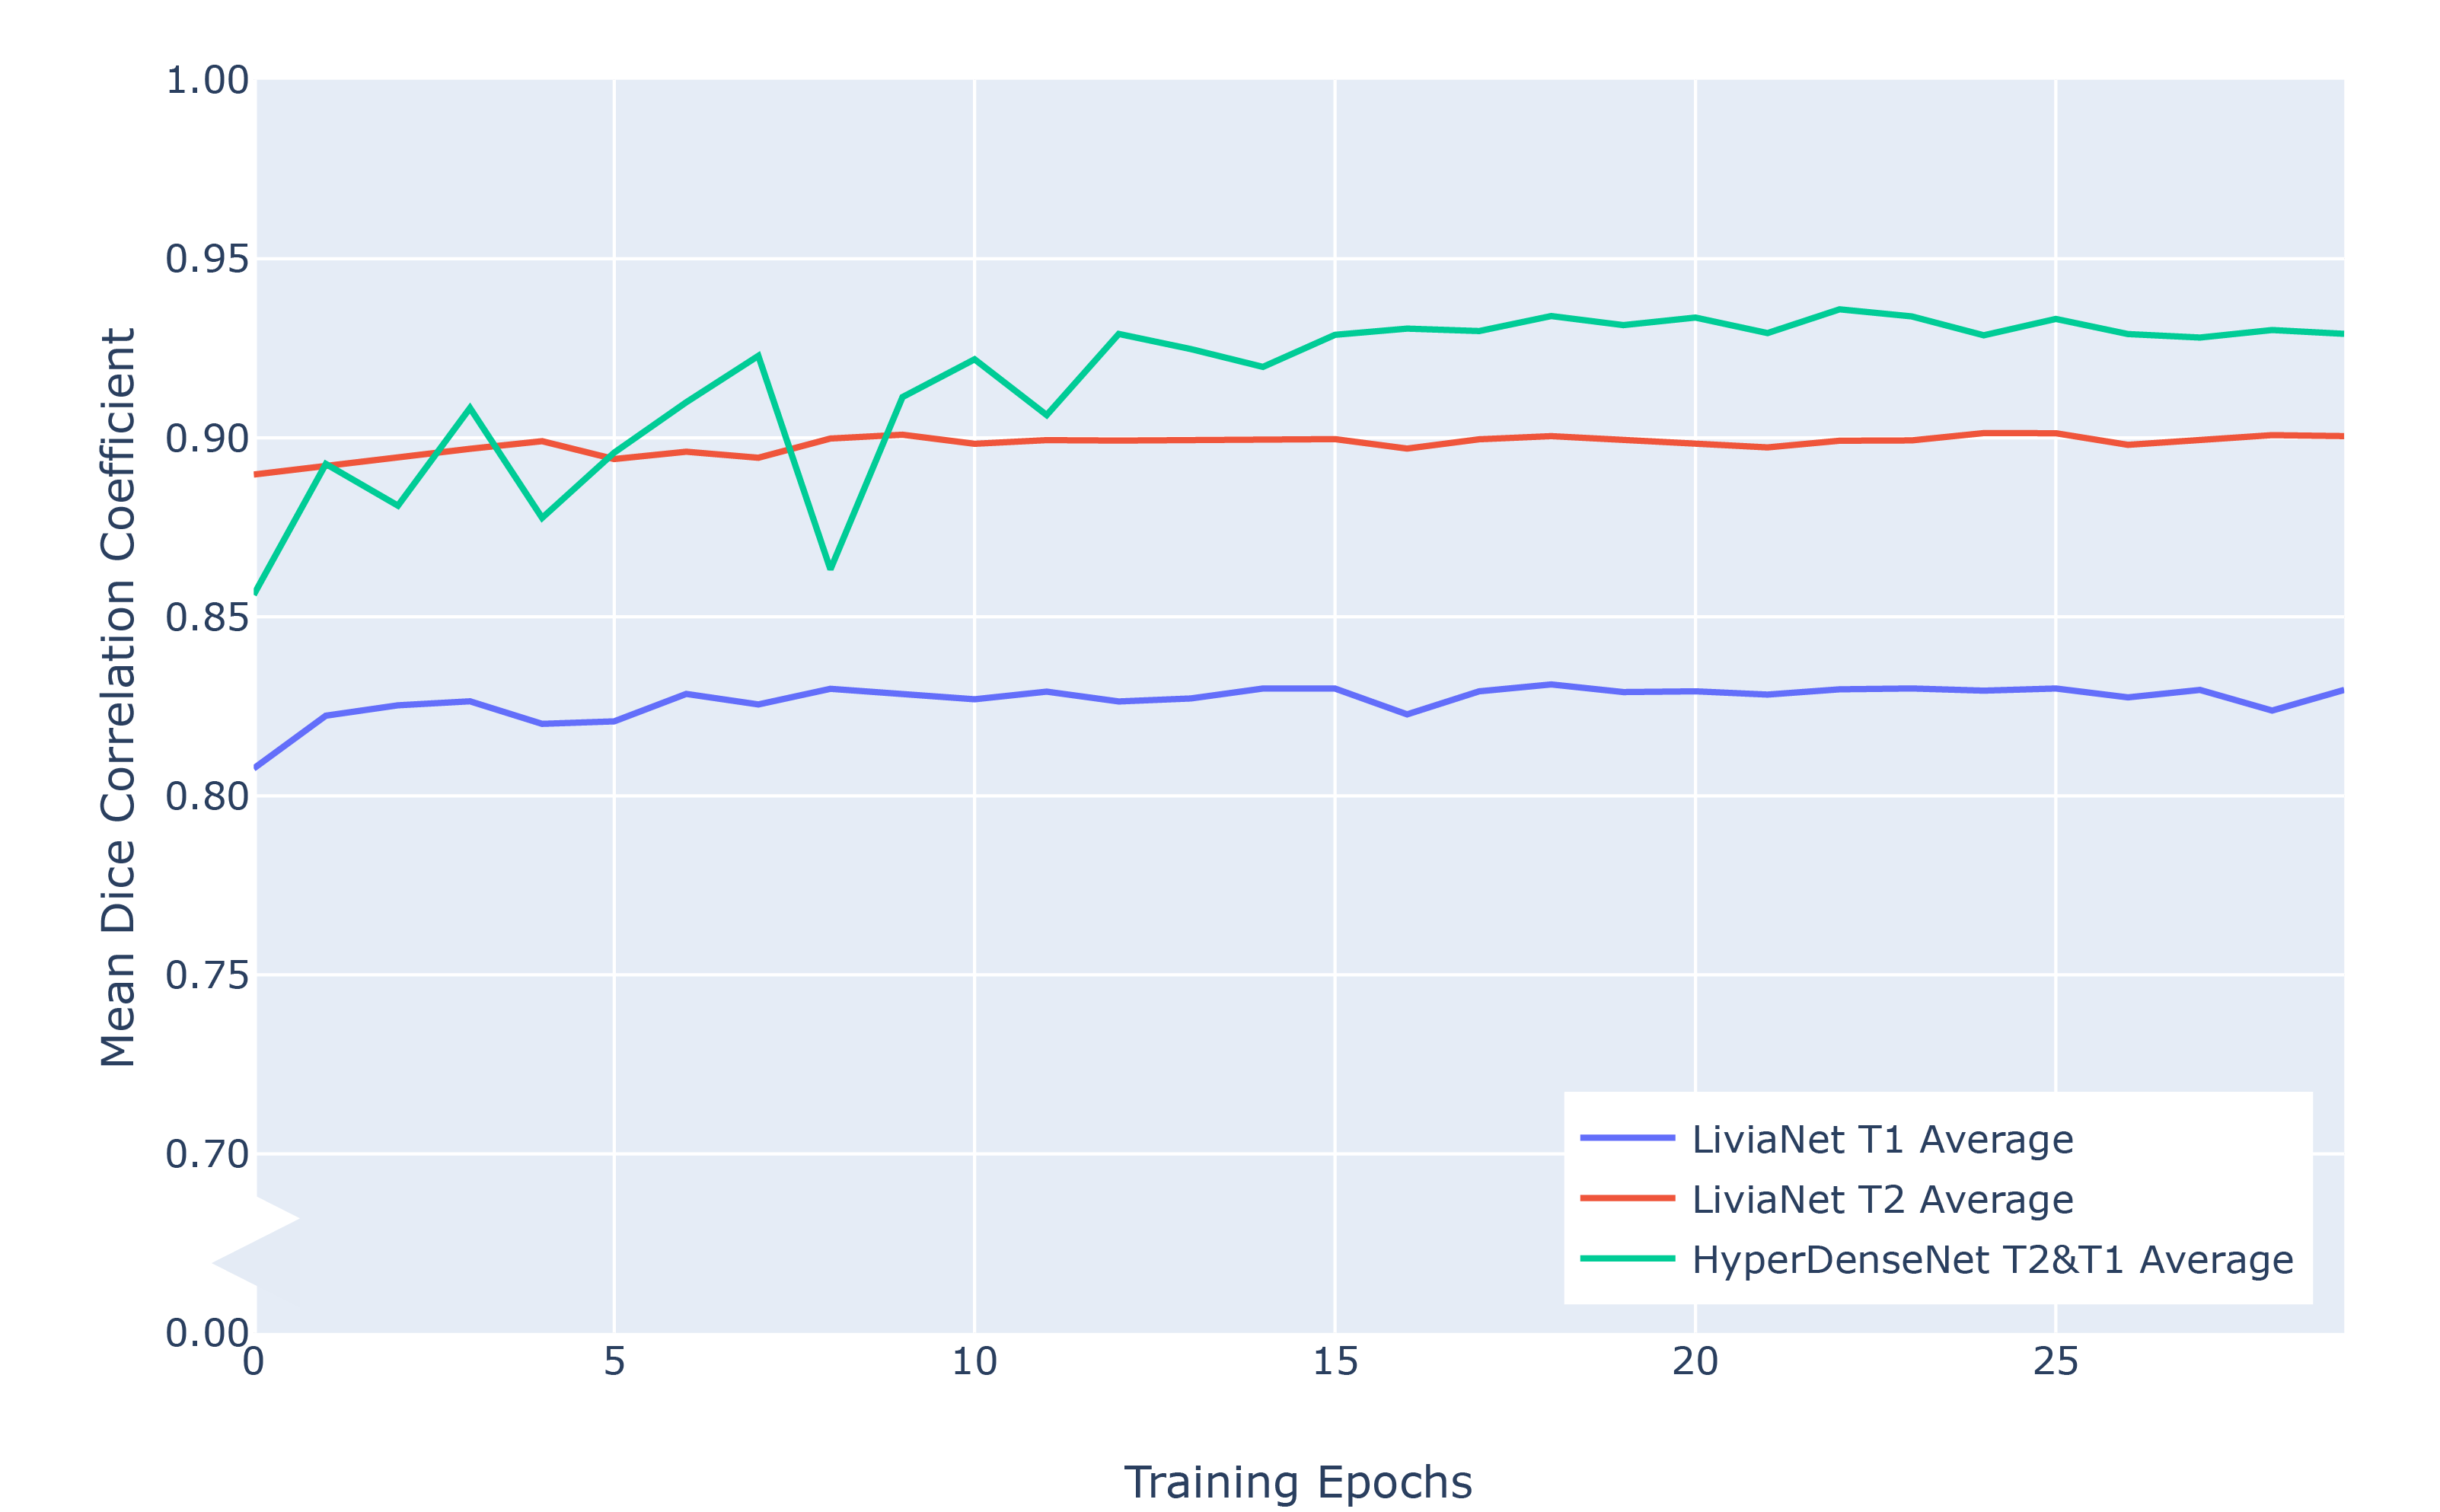 1.00
0.95
0.90
0.85
0.80
0.75
0.70
0.00
Mean Dice Correlation Coefficient
0 5 10 15 20 25
Training Epochs
LiviaNet T1 Average
LiviaNet T2 Average
HyperDenseNet T2&T1 Average